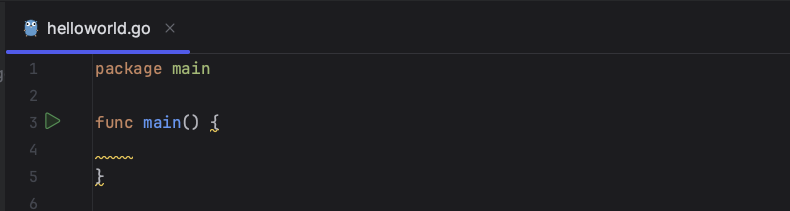 helloworld.go ×
1 package main
2
3 func main() {
4
5 }
6